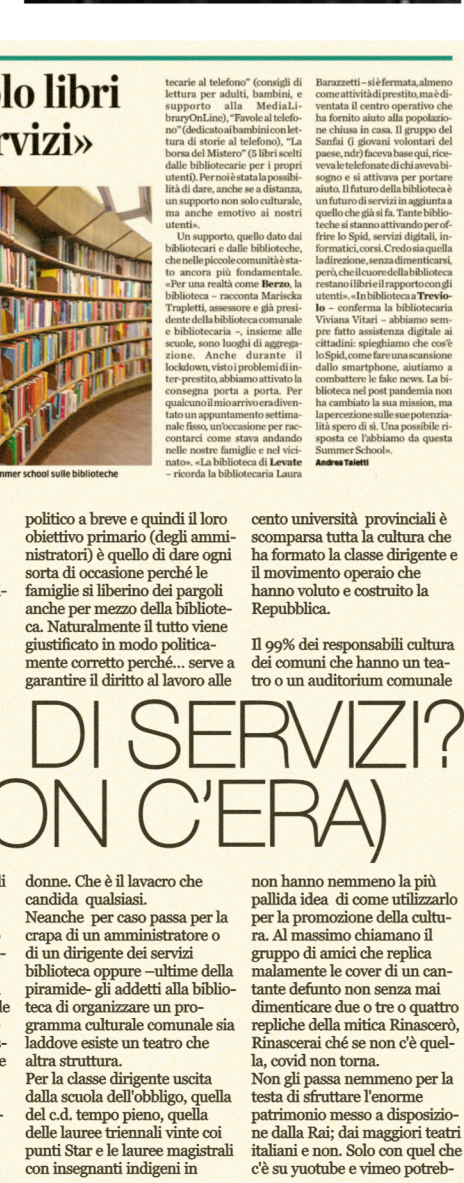 lo libri
rvizi»
mmer school sulle biblioteche
tecarie al telefono” (consigli di
lettura per adulti, bambini, e
supporto alla MediaLi-
braryOnLine), “Favole al telefo-
no” (dedicato ai bambini con let-
tura di storie al telefono), “La
borsa del Mistero” (5 libri scelti
dalle bibliotecarie per i propri
utenti). Per noi è stata la possibi-
lità di dare, anche se a distanza,
un supporto non solo culturale,
ma anche emotivo ai nostri
utenti».
Un supporto, quello dato dai
bibliotecari e dalle biblioteche,
che nelle piccole comunità è sta-
to ancora più fondamentale.
«Per una realtà come Berzo, la
biblioteca – racconta Mariscka
Trapletti, assessore e già presi-
dente della biblioteca comunale
e bibliotecaria –, insieme alle
scuole, sono luoghi di aggrega-
zione. Anche durante il
lockdown, visto i problemi di in-
ter-prestito, abbiamo attivato la
consegna porta a porta. Per
qualcuno il mio arrivo era diven-
tato un appuntamento settima-
nale fisso, un’occasione per rac-
contarci come stava andando
nelle nostre famiglie e nel vici-
nato». «La biblioteca di Levate
– ricorda la bibliotecaria Laura
Barazzetti – si è fermata, almeno
come attività di prestito, ma è di-
ventata il centro operativo che
ha fornito aiuto alla popolazio-
ne chiusa in casa. Il gruppo del
Sanfai (i giovani volontari del
paese, ndr) faceva base qui, rice-
veva le telefonate di chi aveva bi-
sogno e si attivava per portare
aiuto. Il futuro della biblioteca è
un futuro di servizi in aggiunta a
quello che già si fa. Tante biblio-
teche si stanno attivando per of-
frire lo Spid, servizi digitali, in-
formatici, corsi. Credo sia quella
la direzione, senza dimenticarsi,
però, che il cuore della biblioteca
restano i libri e il rapporto con gli
utenti». «In biblioteca a Trevio-
lo – conferma la bibliotecaria
Viviana Vitari – abbiamo sem-
pre fatto assistenza digitale ai
cittadini: spieghiamo che cos’è
lo Spid, come fare una scansione
dallo smartphone, aiutiamo a
combattere le fake news. La bi-
blioteca nel post pandemia non
ha cambiato la sua mission, ma
la percezione sulle sue potenzia-
lità spero di sì. Una possibile ri-
sposta ce l’abbiamo da questa
Summer School».
Andrea Taietti
politico a breve e quindi il loro
obiettivo primario (degli ammi-
nistratori) è quello di dare ogni
sorta di occasione perché le
famiglie si liberino dei pargoli
anche per mezzo della bibliote-
ca. Naturalmente il tutto viene
giustificato in modo politica-
mente corretto perché... serve a
garantire il diritto al lavoro alle
cento università provinciali è
scomparsa tutta la cultura che
ha formato la classe dirigente e
il movimento operaio che
hanno voluto e costruito la
Repubblica.
Il 99% dei responsabili cultura
dei comuni che hanno un tea-
tro o un auditorium comunale
DI SERVIZI?
ON C'ERA)
donne. Che è il lavacro che
candida qualsiasi.
Neanche per caso passa per la
crapa di un amministratore o
di un dirigente dei servizi
biblioteca oppure –ultime della
piramide- gli addetti alla biblio-
teca di organizzare un pro-
gramma culturale comunale sia
laddove esiste un teatro che
altra struttura.
Per la classe dirigente uscita
dalla scuola dell'obbligo, quella
del c.d. tempo pieno, quella
delle lauree triennali vinte coi
punti Star e le lauree magistrali
con insegnanti indigeni in
non hanno nemmeno la più
pallida idea di come utilizzarlo
per la promozione della cultu-
ra. Al massimo chiamano il
gruppo di amici che replica
malamente le cover di un can-
tante defunto non senza mai
dimenticare due o tre o quattro
repliche della mitica Rinascerò,
Rinascerai ché se non c'è quel-
la, covid non torna.
Non gli passa nemmeno per la
testa di sfruttare l'enorme
patrimonio messo a disposizio-
ne dalla Rai; dai maggiori teatri
italiani e non. Solo con quel che
c'è su yuotube e vimeo potreb-